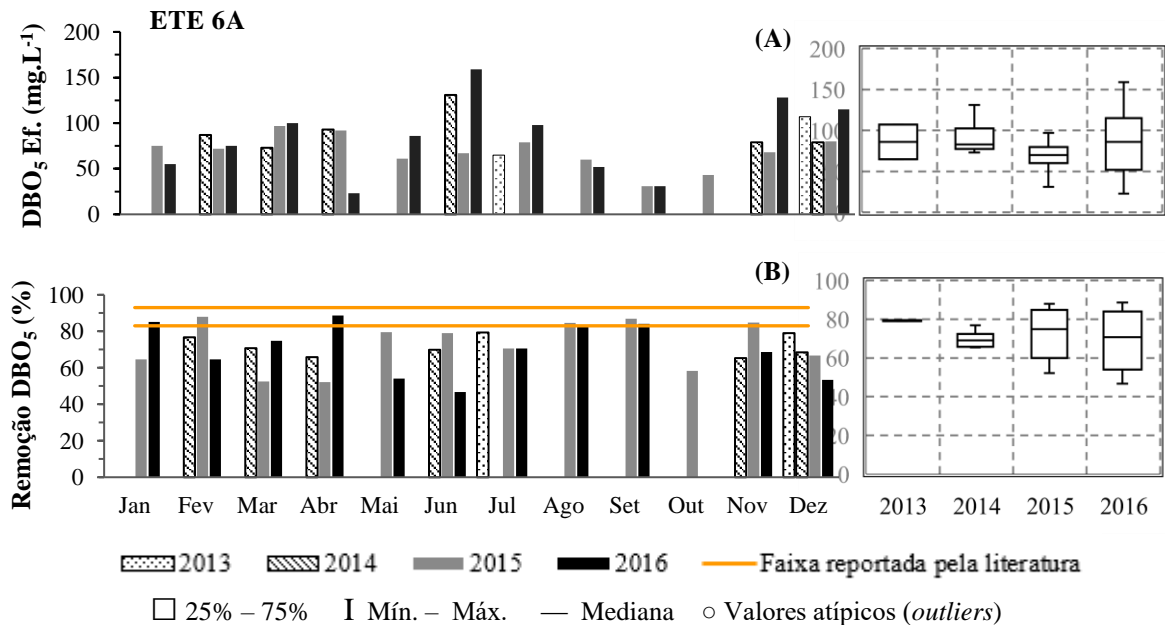 ETE 6A
(A)
DBO₅ Ef. (mg.L⁻¹)
200
150
100
50
0
200
150
100
50
0
(B)
Remoção DBO₅ (%)
100
80
60
40
20
0
100
80
60
40
20
0
Jan Fev Mar Abr Mai Jun Jul Ago Set Out Nov Dez
2013 2014 2015 2016
2013 2014 2015 2016 Faixa reportada pela literatura
25% – 75% Mín. – Máx. Mediana Valores atípicos (outliers)